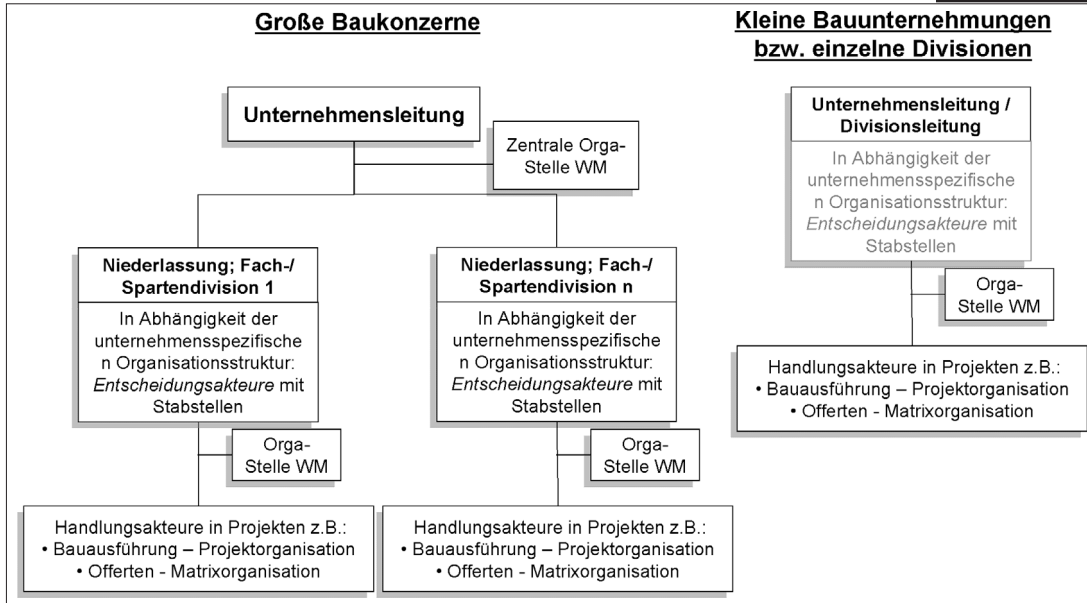 Große Baukonzerne
Unternehmensleitung
Zentrale Orga-
Stelle WM
Niederlassung; Fach-/
Spartendivision 1
In Abhängigkeit der
unternehmensspezifische
n Organisationsstruktur:
Entscheidungsakteure mit
Stabstellen
Orga-
Stelle WM
Handlungsakteure in Projekten z.B.:
• Bauausführung – Projektorganisation
• Offerten - Matrixorganisation
Niederlassung; Fach-/
Spartendivision n
In Abhängigkeit der
unternehmensspezifische
n Organisationsstruktur:
Entscheidungsakteure mit
Stabstellen
Orga-
Stelle WM
Handlungsakteure in Projekten z.B.:
• Bauausführung – Projektorganisation
• Offerten - Matrixorganisation
Kleine Bauunternehmungen
bzw. einzelne Divisionen
Unternehmensleitung /
Divisionsleitung
In Abhängigkeit der
unternehmensspezifische
n Organisationsstruktur:
Entscheidungsakteure mit
Stabstellen
Orga-
Stelle WM
Handlungsakteure in Projekten z.B.:
• Bauausführung – Projektorganisation
• Offerten - Matrixorganisation